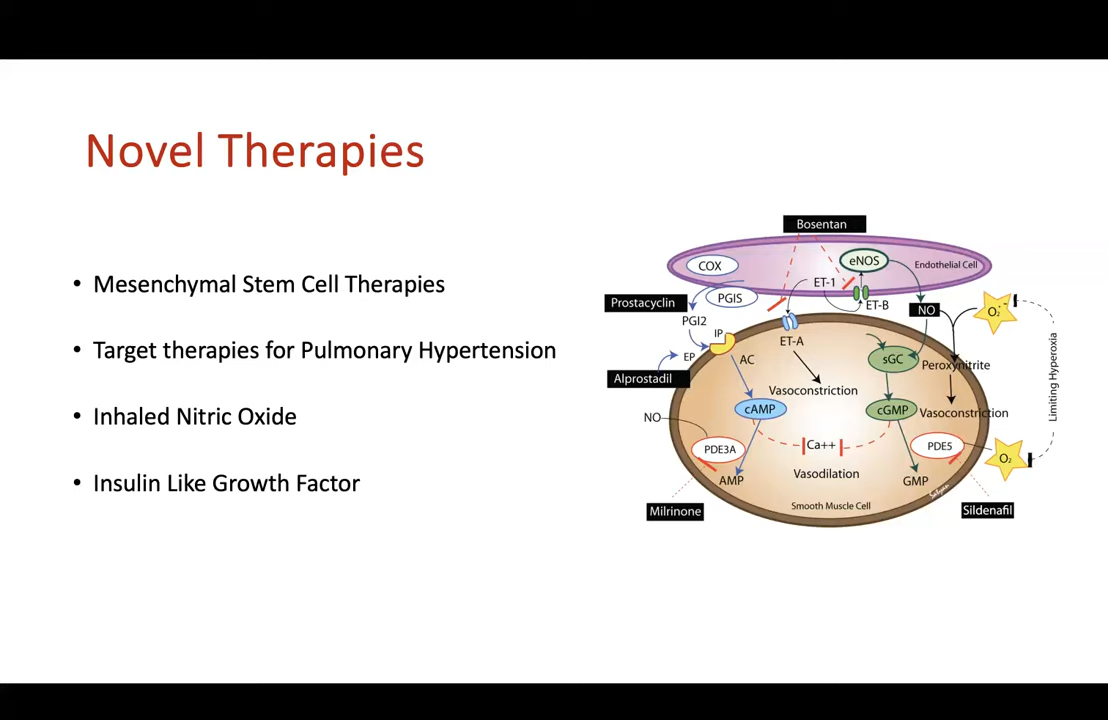 Novel Therapies
• Mesenchymal Stem Cell Therapies
• Target therapies for Pulmonary Hypertension
• Inhaled Nitric Oxide
• Insulin Like Growth Factor
Bosentan
COX
eNOS
Endothelial Cell
ET-1
PGIS
Prostacyclin
ET-B
NO
O₂⁻
PGI2
IP
ET-A
EP
AC
sGC
Peroxynitrite
Alprostadil
Vasoconstriction
cAMP
cGMP
Vasoconstriction
Limiting Hyperoxia
NO
PDE3A
Ca++
PDE5
O₂
Vasodilation
AMP
GMP
Smooth Muscle Cell
Milrinone
Sildenafil